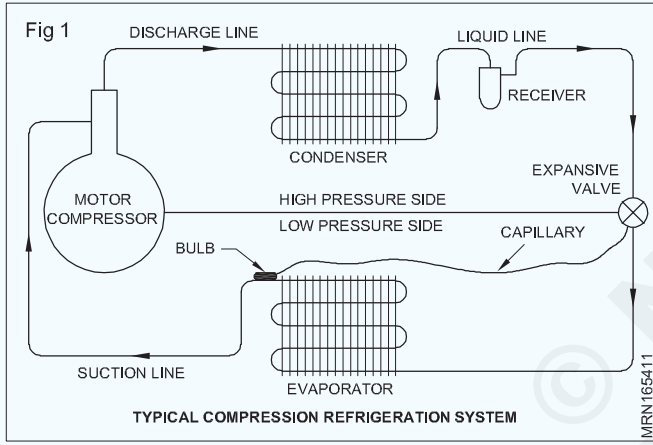 Fig 1
DISCHARGE LINE
LIQUID LINE
RECEIVER
CONDENSER
EXPANSIVE
VALVE
MOTOR
COMPRESSOR
HIGH PRESSURE SIDE
LOW PRESSURE SIDE
BULB
CAPILLARY
SUCTION LINE
EVAPORATOR
TYPICAL COMPRESSION REFRIGERATION SYSTEM
MRN165411
©